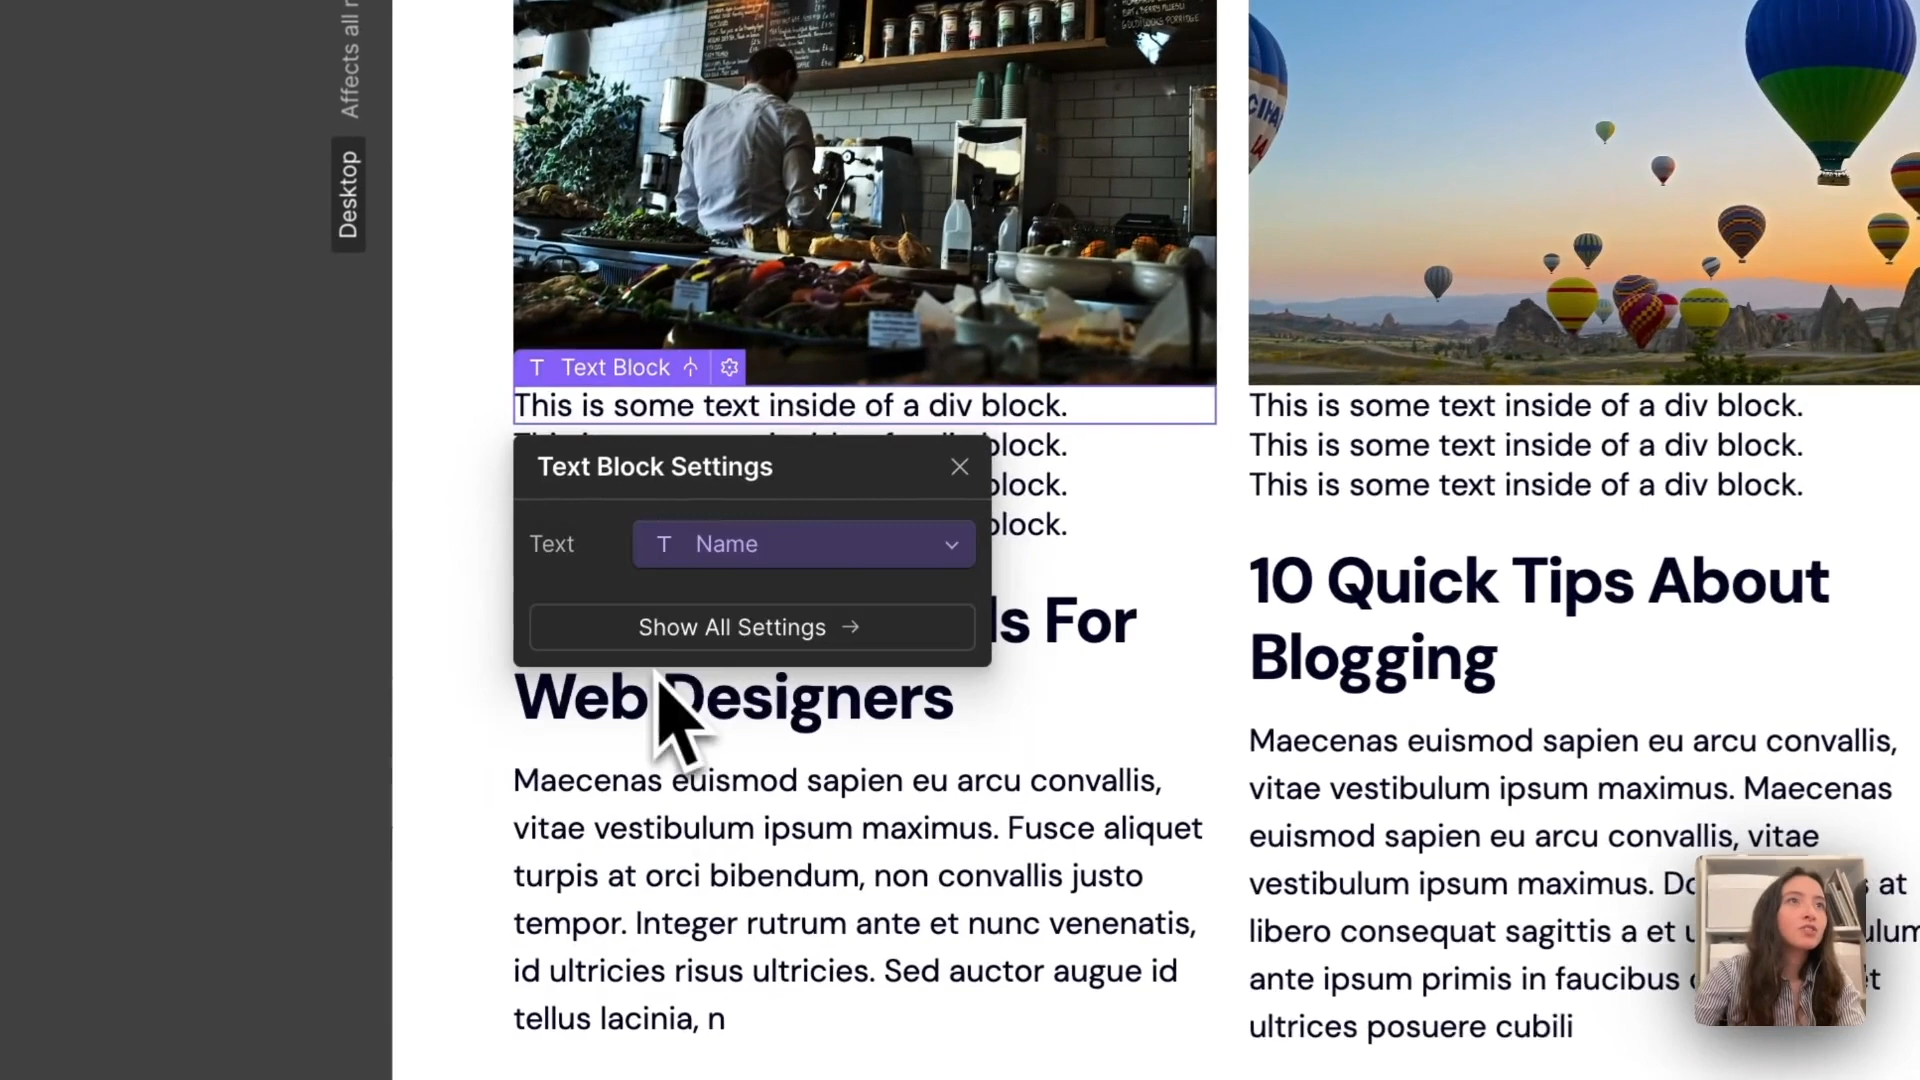 Affects all
Desktop
Text Block
This is some text inside of a div block.
block.
block.
block.
Text Block Settings
Text
Name
Show All Settings
ls For
Web Designers
Maecenas euismod sapien eu arcu convallis,
vitae vestibulum ipsum maximus. Fusce aliquet
turpis at orci bibendum, non convallis justo
tempor. Integer rutrum ante et nunc venenatis,
id ultricies risus ultricies. Sed auctor augue id
tellus lacinia, n
This is some text inside of a div block.
This is some text inside of a div block.
This is some text inside of a div block.
10 Quick Tips About
Blogging
Maecenas euismod sapien eu arcu convallis,
vitae vestibulum ipsum maximus. Maecenas
euismod sapien eu arcu convallis, vitae
vestibulum ipsum maximus. Do at
libero consequat sagittis a et
ante ipsum primis in faucibus
ultrices posuere cubili